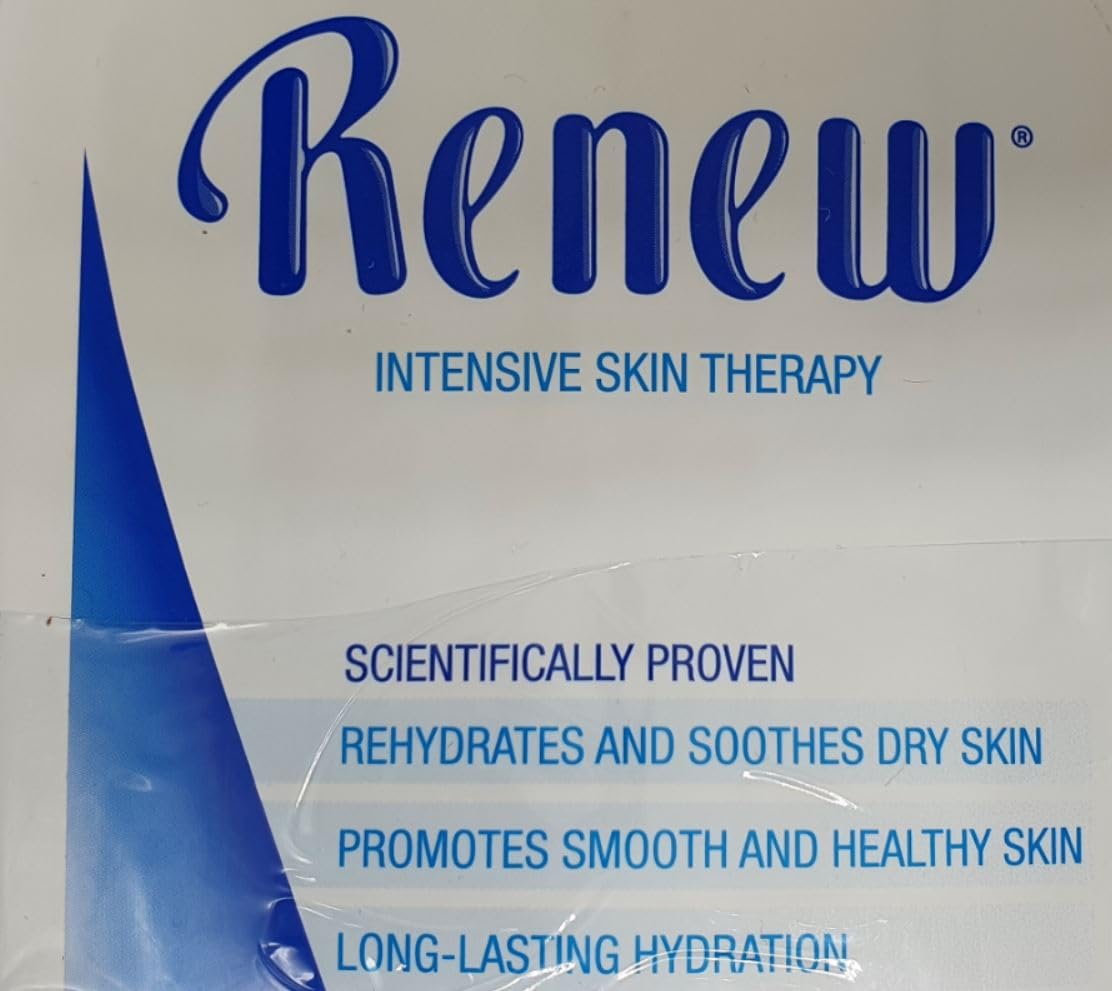 Renew®
INTENSIVE SKIN THERAPY
SCIENTIFICALLY PROVEN
REHYDRATES AND SOOTHES DRY SKIN
PROMOTES SMOOTH AND HEALTHY SKIN
LONG-LASTING HYDRATION